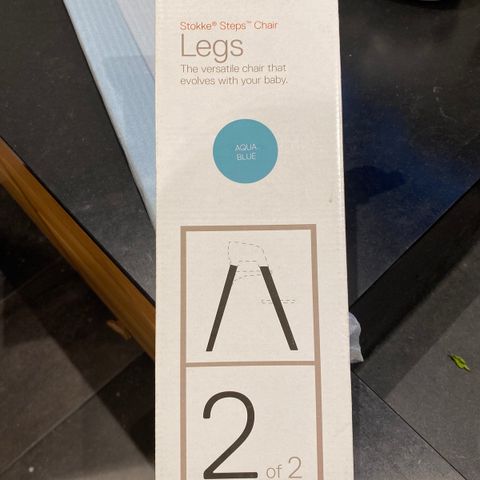 Stokke® Steps™ Chair
Legs
The versatile chair that
evolves with your baby.
AQUA
BLUE
2 of 2